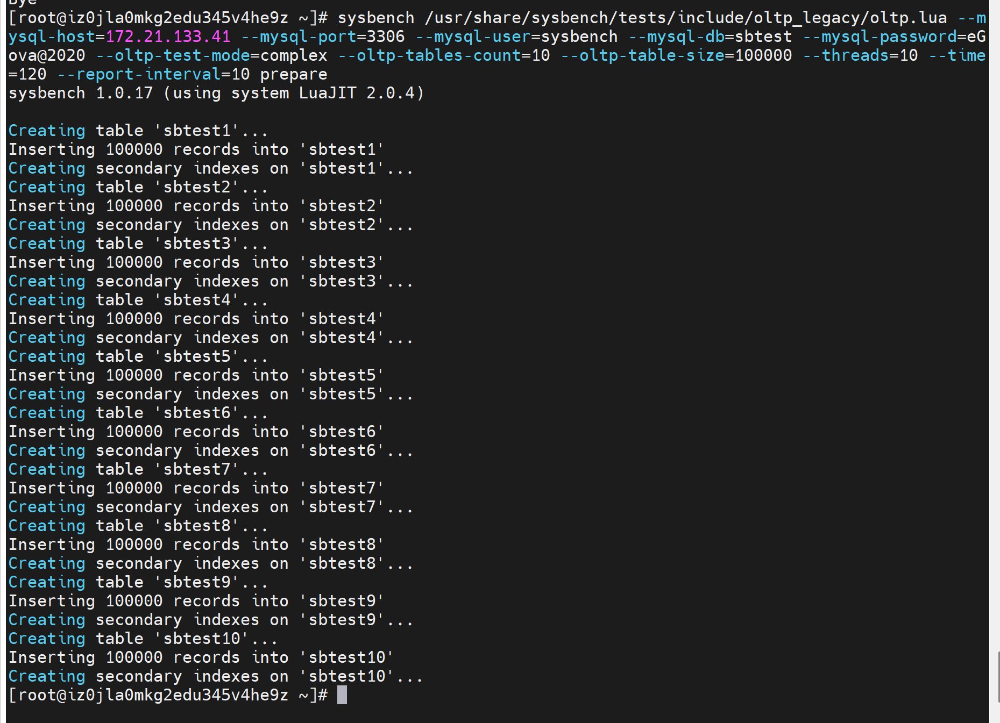 Bye
[root@iz0jla0mkg2edu345v4he9z ~]# sysbench /usr/share/sysbench/tests/include/oltp_legacy/oltp.lua --m
ysql-host=172.21.133.41 --mysql-port=3306 --mysql-user=sysbench --mysql-db=sbtest --mysql-password=eG
ova@2020 --oltp-test-mode=complex --oltp-tables-count=10 --oltp-table-size=100000 --threads=10 --time
=120 --report-interval=10 prepare
sysbench 1.0.17 (using system LuaJIT 2.0.4)
Creating table 'sbtest1'...
Inserting 100000 records into 'sbtest1'
Creating secondary indexes on 'sbtest1'...
Creating table 'sbtest2'...
Inserting 100000 records into 'sbtest2'
Creating secondary indexes on 'sbtest2'...
Creating table 'sbtest3'...
Inserting 100000 records into 'sbtest3'
Creating secondary indexes on 'sbtest3'...
Creating table 'sbtest4'...
Inserting 100000 records into 'sbtest4'
Creating secondary indexes on 'sbtest4'...
Creating table 'sbtest5'...
Inserting 100000 records into 'sbtest5'
Creating secondary indexes on 'sbtest5'...
Creating table 'sbtest6'...
Inserting 100000 records into 'sbtest6'
Creating secondary indexes on 'sbtest6'...
Creating table 'sbtest7'...
Inserting 100000 records into 'sbtest7'
Creating secondary indexes on 'sbtest7'...
Creating table 'sbtest8'...
Inserting 100000 records into 'sbtest8'
Creating secondary indexes on 'sbtest8'...
Creating table 'sbtest9'...
Inserting 100000 records into 'sbtest9'
Creating secondary indexes on 'sbtest9'...
Creating table 'sbtest10'...
Inserting 100000 records into 'sbtest10'
Creating secondary indexes on 'sbtest10'...
[root@iz0jla0mkg2edu345v4he9z ~]#